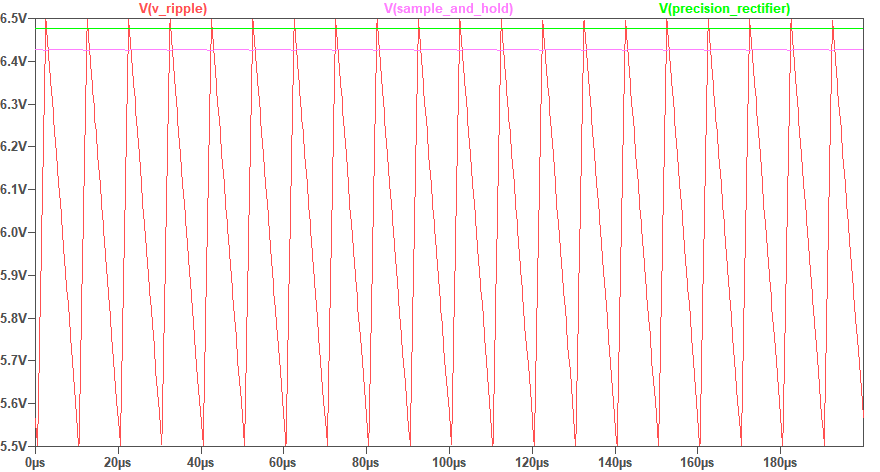 V(v_ripple) V(sample_and_hold) V(precision_rectifier)
6.5V
6.4V
6.3V
6.2V
6.1V
6.0V
5.9V
5.8V
5.7V
5.6V
5.5V
0µs 20µs 40µs 60µs 80µs 100µs 120µs 140µs 160µs 180µs